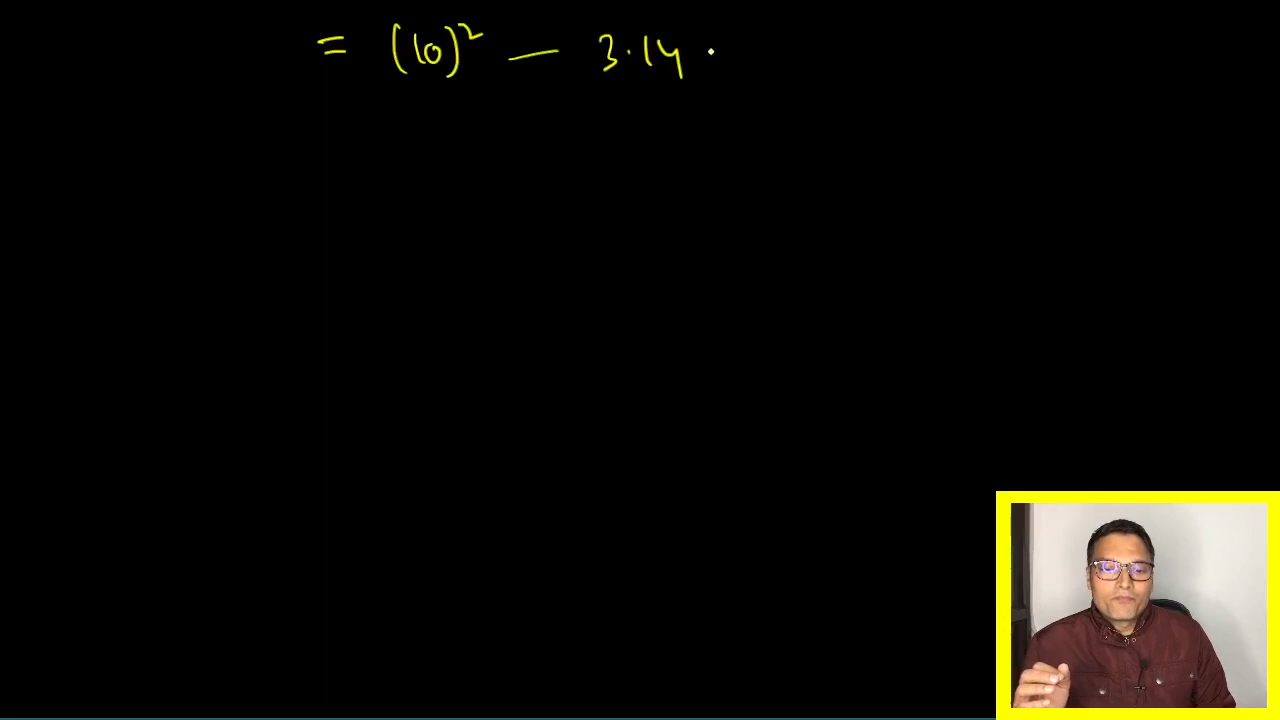 = (10)² — 3.14 .